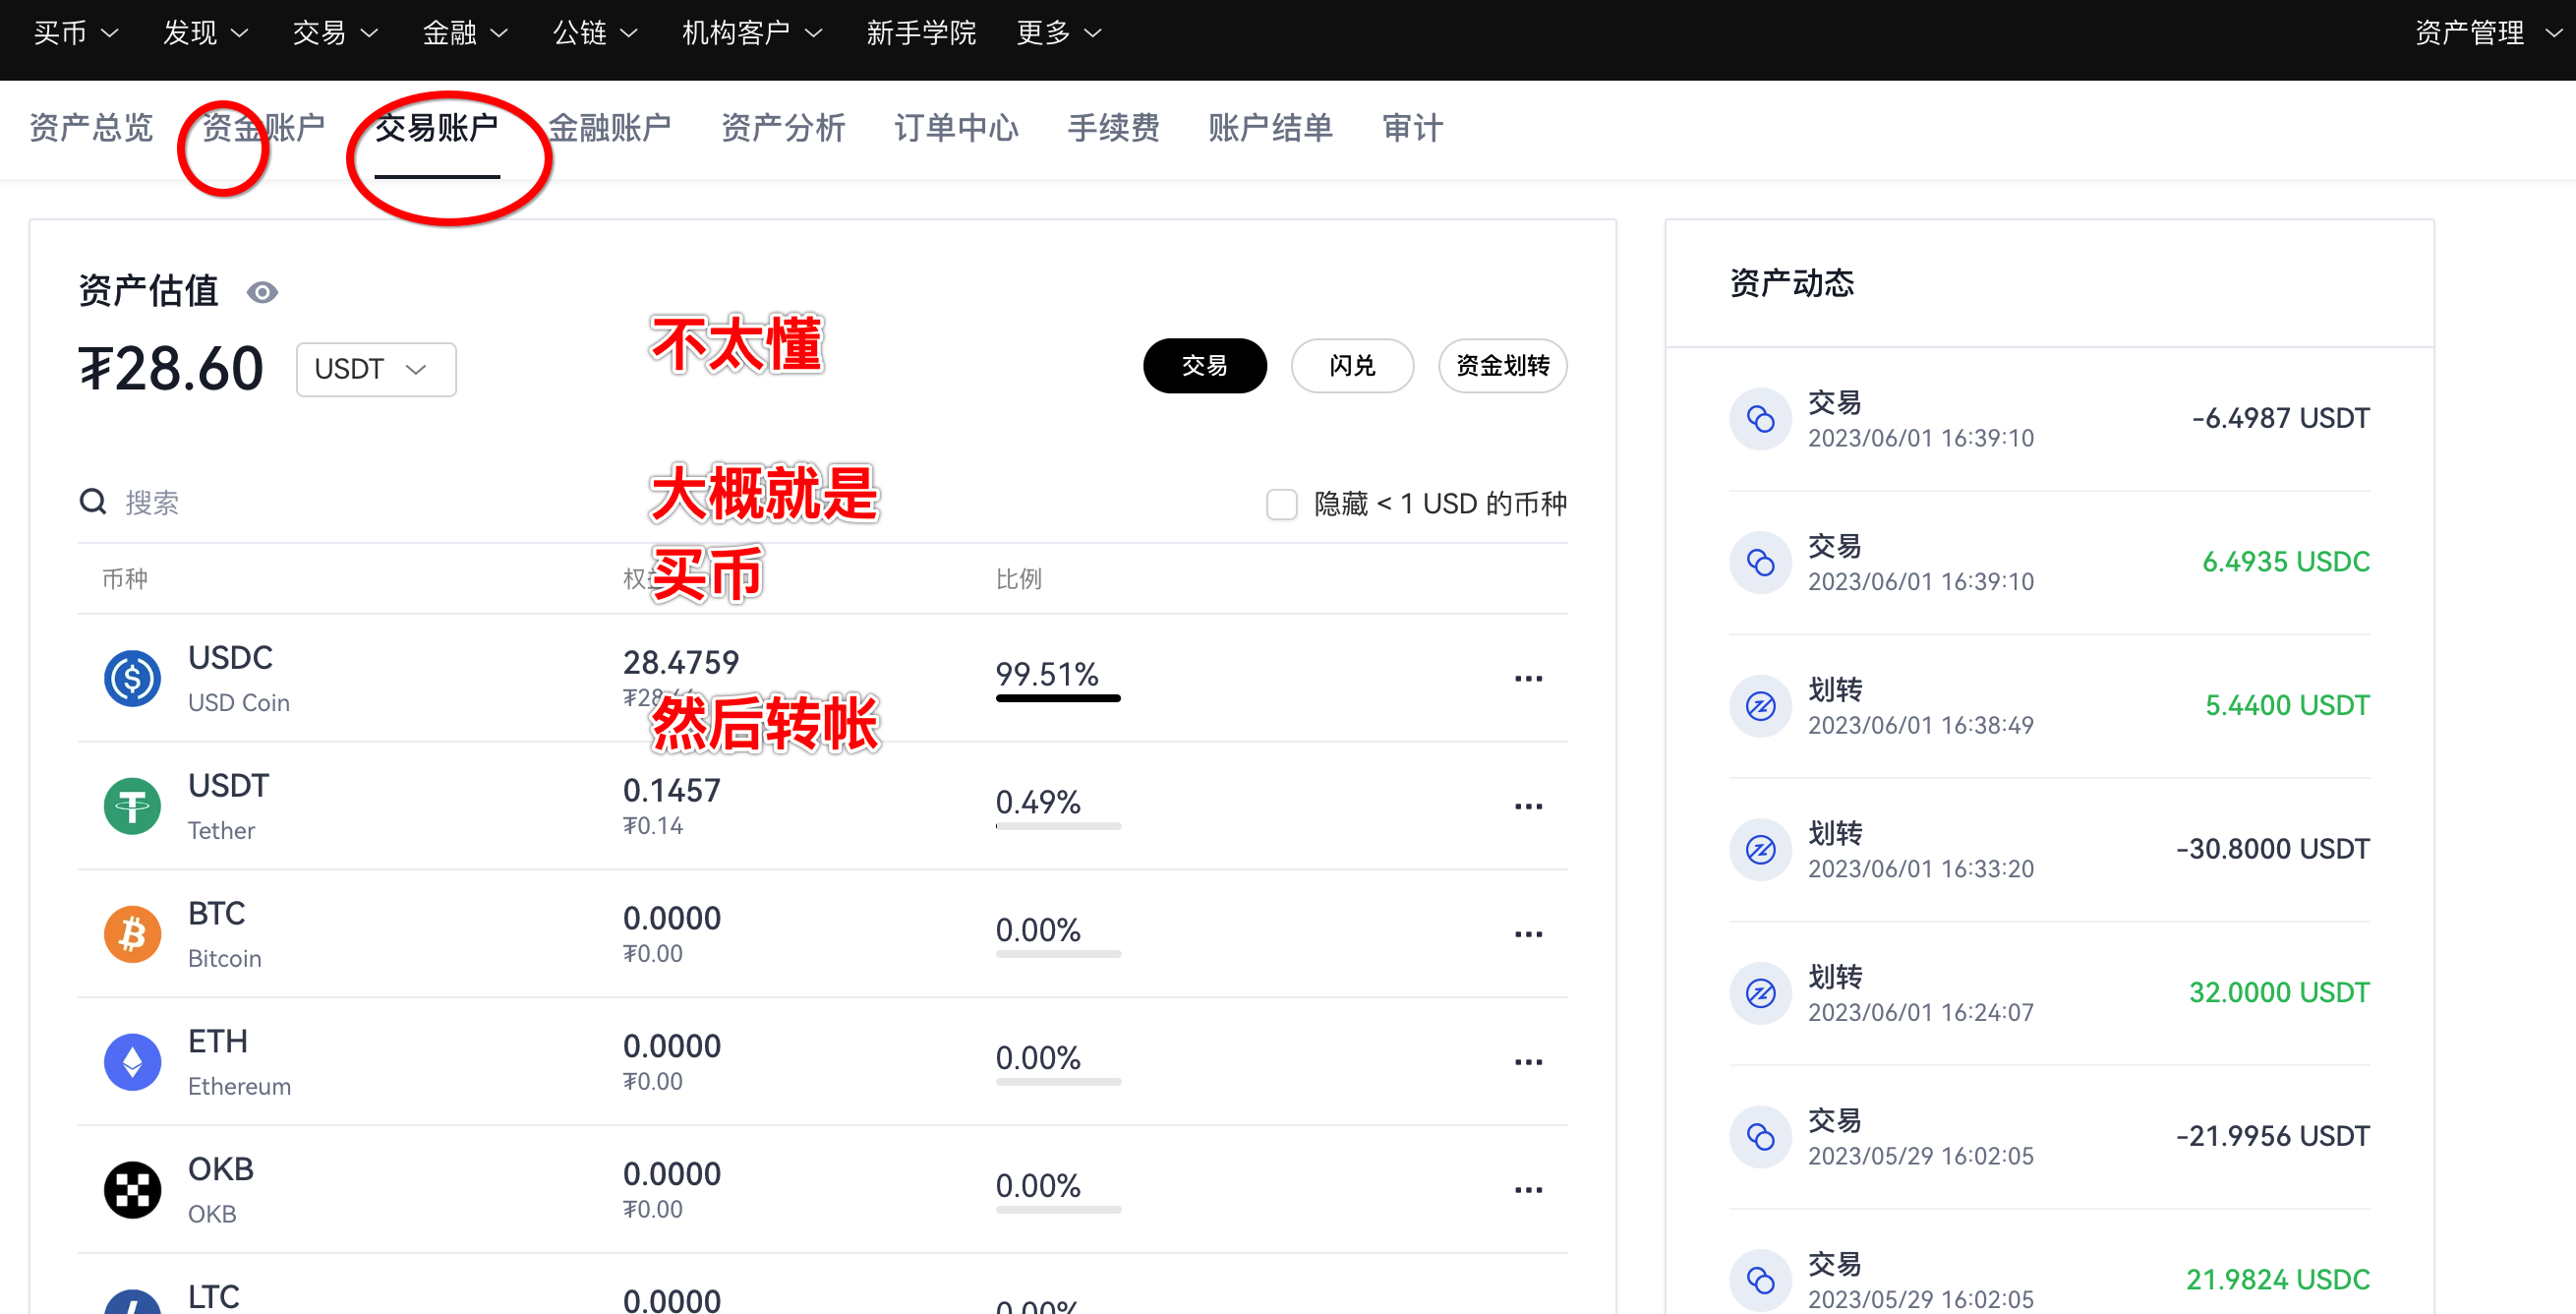 买币 发现 交易 金融 公链 机构客户 新手学院 更多 资产管理
资产总览 资金账户 交易账户 金融账户 资产分析 订单中心 手续费 账户结单 审计
资产估值
₮28.60 USDT
不太懂
交易 闪兑 资金划转
搜索
大概就是
隐藏 < 1 USD 的币种
币种 权 比例
买币
USDC 28.4759 99.51%
USD Coin
然后转帐
USDT 0.1457 0.49%
Tether ₮0.14
BTC 0.0000 0.00%
Bitcoin ₮0.00
ETH 0.0000 0.00%
Ethereum ₮0.00
OKB 0.0000 0.00%
OKB ₮0.00
LTC 0.0000 0.00%
资产动态
交易 -6.4987 USDT
2023/06/01 16:39:10
交易 6.4935 USDC
2023/06/01 16:39:10
划转 5.4400 USDT
2023/06/01 16:38:49
划转 -30.8000 USDT
2023/06/01 16:33:20
划转 32.0000 USDT
2023/06/01 16:24:07
交易 -21.9956 USDT
2023/05/29 16:02:05
交易 21.9824 USDC
2023/05/29 16:02:05